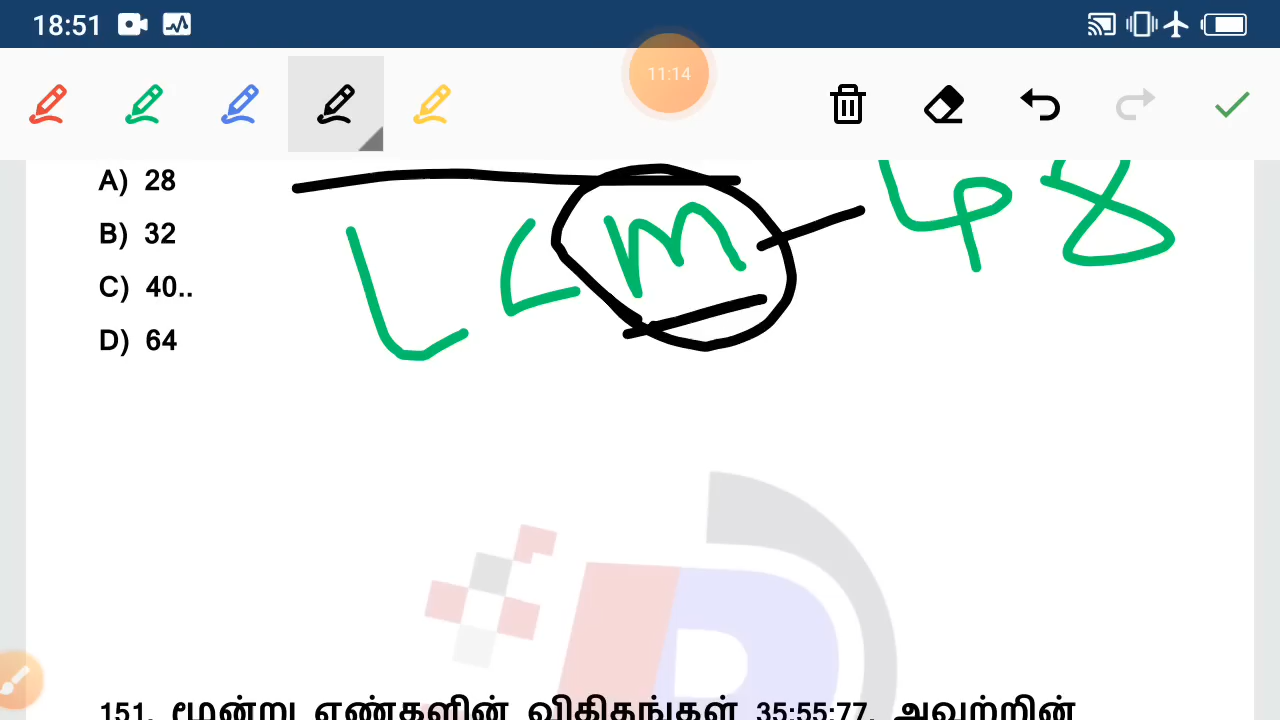 18:51
11:14
A) 28
B) 32
C) 40..
D) 64
LCM - 48
151. மூன்று எண்களின் விகிதங்கள் 35:55:77. அவற்றின்